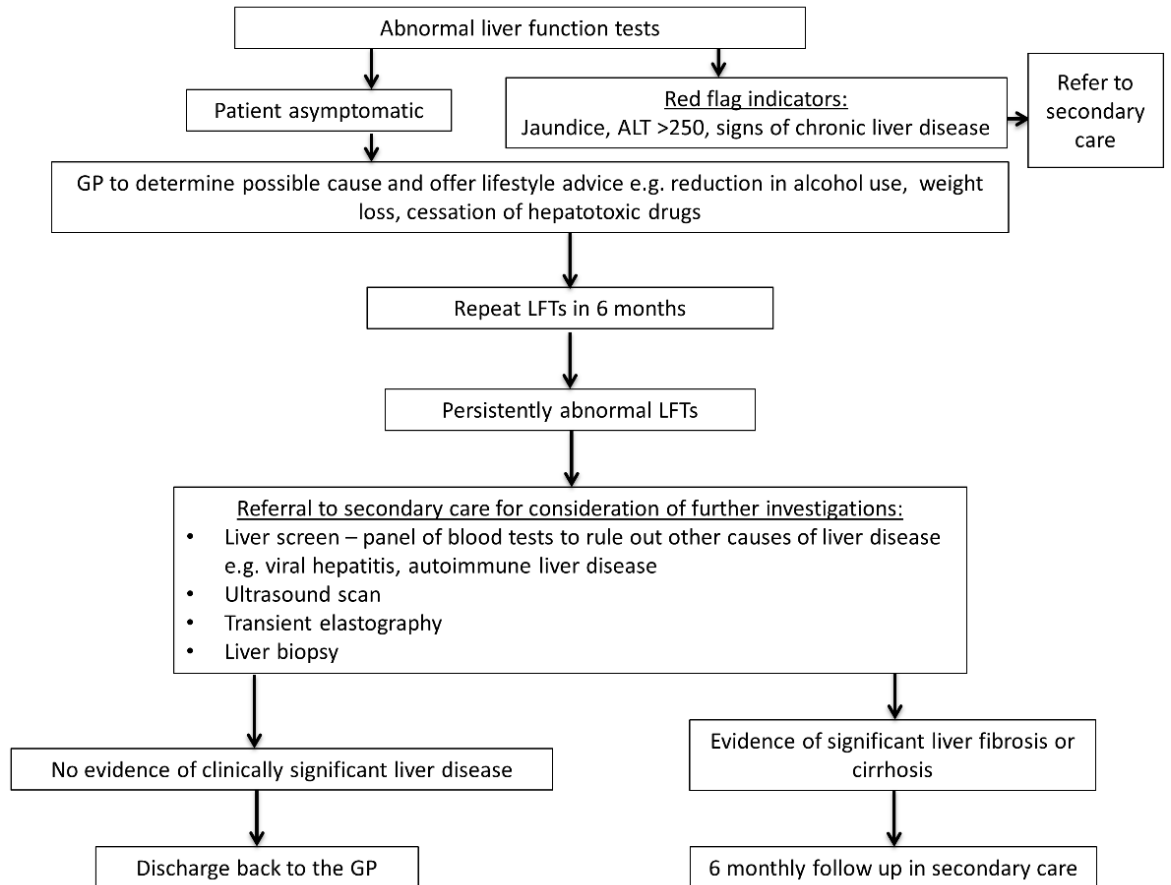 Abnormal liver function tests
Patient asymptomatic
Red flag indicators:
Jaundice, ALT >250, signs of chronic liver disease
Refer to
secondary
care
GP to determine possible cause and offer lifestyle advice e.g. reduction in alcohol use, weight
loss, cessation of hepatotoxic drugs
Repeat LFTs in 6 months
Persistently abnormal LFTs
Referral to secondary care for consideration of further investigations:
• Liver screen – panel of blood tests to rule out other causes of liver disease
e.g. viral hepatitis, autoimmune liver disease
• Ultrasound scan
• Transient elastography
• Liver biopsy
No evidence of clinically significant liver disease
Evidence of significant liver fibrosis or
cirrhosis
Discharge back to the GP
6 monthly follow up in secondary care